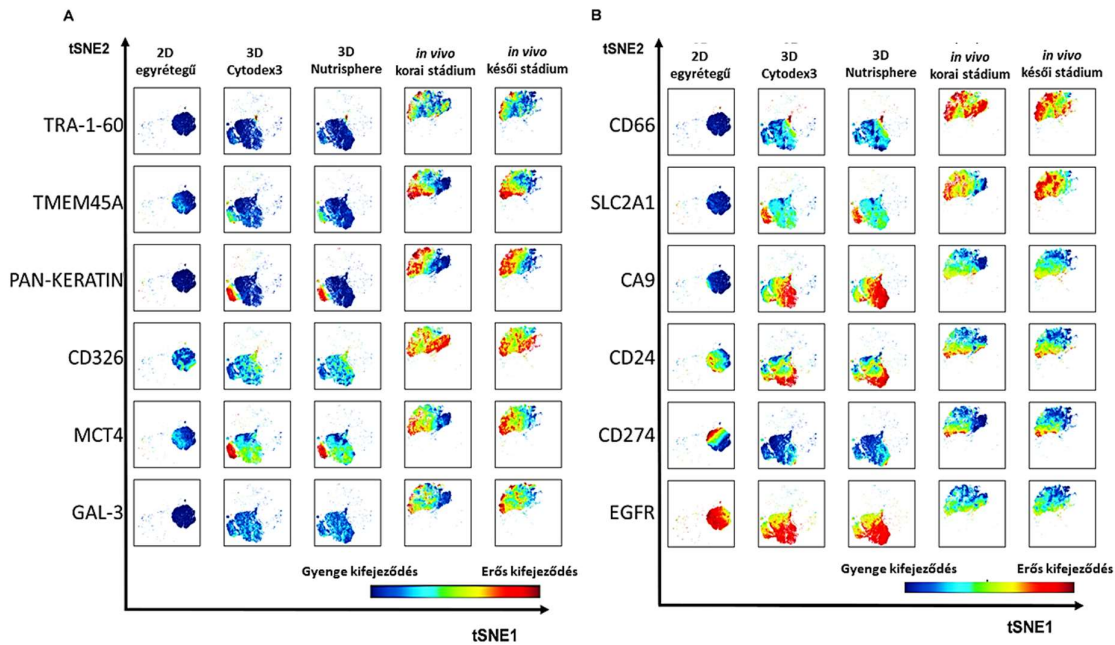 A
tSNE2
2D
egyrétegű
3D
Cytodex3
3D
Nutrisphere
in vivo
korai stádium
in vivo
késői stádium
TRA-1-60
TMEM45A
PAN-KERATIN
CD326
MCT4
GAL-3
Gyenge kifejeződés
Erős kifejeződés
tSNE1
B
tSNE2
2D
egyrétegű
3D
Cytodex3
3D
Nutrisphere
in vivo
korai stádium
in vivo
késői stádium
CD66
SLC2A1
CA9
CD24
CD274
EGFR
Gyenge kifejeződés
Erős kifejeződés
tSNE1